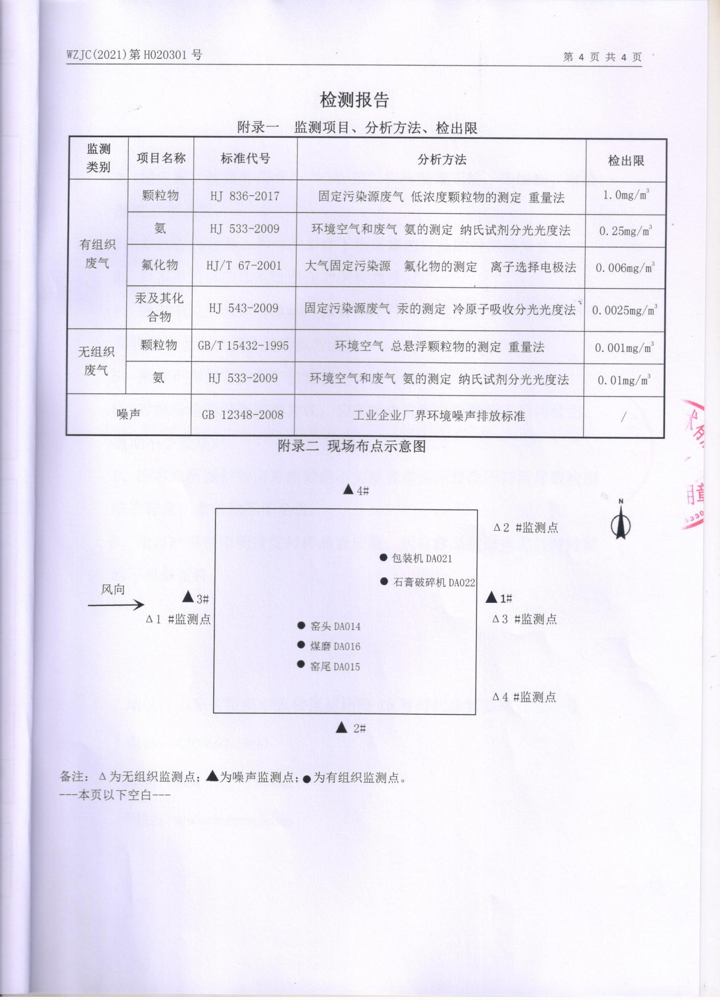 WZJC(2021)第 H020301 号
第 4 页 共 4 页
检测报告
附录一 监测项目、分析方法、检出限
监测类别 项目名称 标准代号 分析方法 检出限
有组织废气 颗粒物 HJ 836-2017 固定污染源废气 低浓度颗粒物的测定 重量法 1.0mg/m³
氨 HJ 533-2009 环境空气和废气 氨的测定 纳氏试剂分光光度法 0.25mg/m³
氟化物 HJ/T 67-2001 大气固定污染源 氟化物的测定 离子选择电极法 0.006mg/m³
汞及其化合物 HJ 543-2009 固定污染源废气 汞的测定 冷原子吸收分光光度法 0.0025mg/m³
无组织废气 颗粒物 GB/T 15432-1995 环境空气 总悬浮颗粒物的测定 重量法 0.001mg/m³
氨 HJ 533-2009 环境空气和废气 氨的测定 纳氏试剂分光光度法 0.01mg/m³
噪声 GB 12348-2008 工业企业厂界环境噪声排放标准 /
附录二 现场布点示意图
▲ 4#
N
Δ2 #监测点
● 包装机 DA021
● 石膏破碎机 DA022
风向
▲ 3#
▲ 1#
Δ1 #监测点
Δ3 #监测点
● 窑头 DA014
● 煤磨 DA016
● 窑尾 DA015
Δ4 #监测点
▲ 2#
备注： Δ 为无组织监测点；▲为噪声监测点；●为有组织监测点。
---本页以下空白---
用章
5330